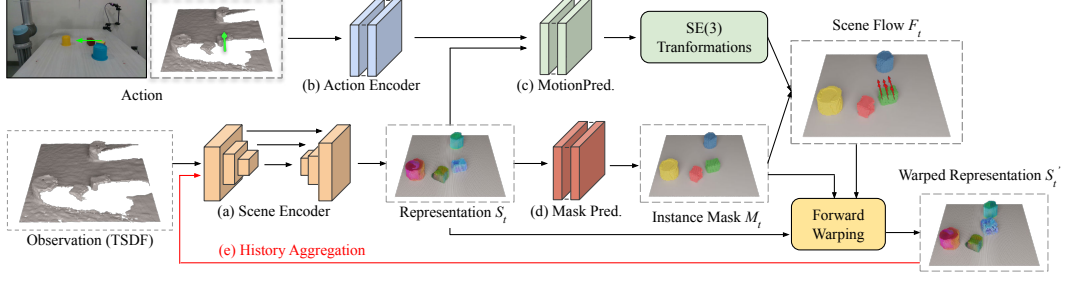 Action
(b) Action Encoder
(c) MotionPred.
SE(3)
Tranformations
Scene Flow F_t
Observation (TSDF)
(a) Scene Encoder
Representation S_t
(d) Mask Pred.
Instance Mask M_t
Forward
Warping
Warped Representation S_t'
(e) History Aggregation